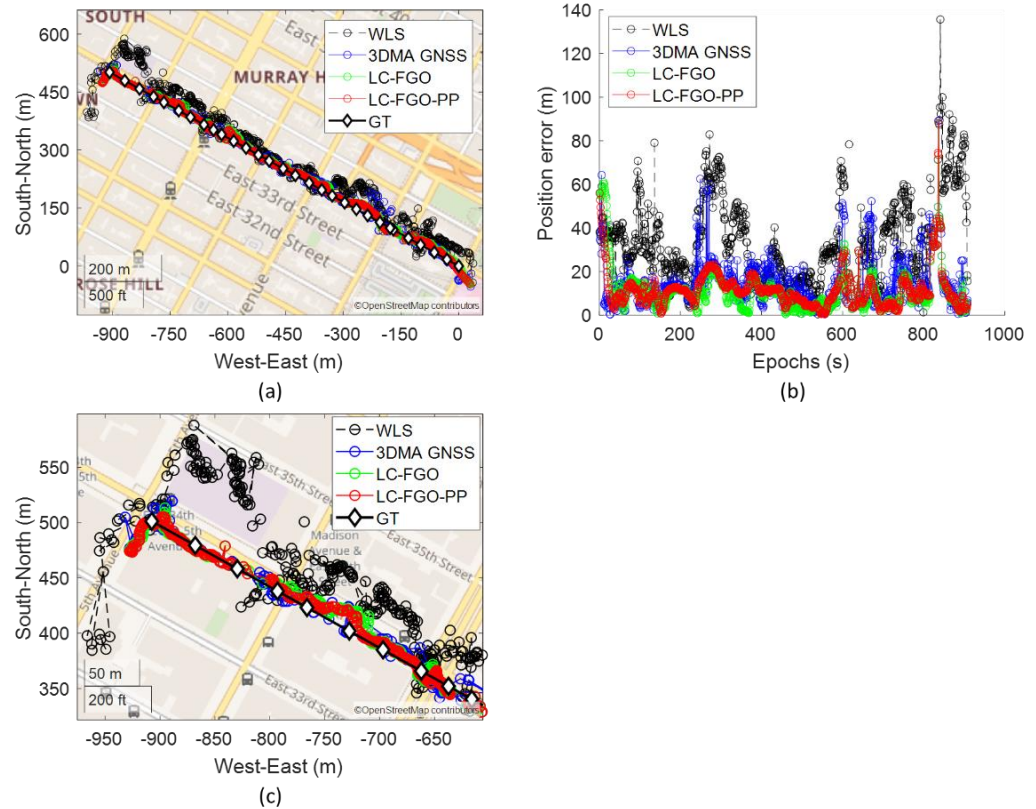 SOUTH
MURRAY H
WN
East 33rd Street
East 32nd Street
ROSE HILL
enue
200 m
500 ft
©OpenStreetMap contributors
WLS
3DMA GNSS
LC-FGO
LC-FGO-PP
GT
600
450
300
150
0
South-North (m)
-900 -750 -600 -450 -300 -150 0
West-East (m)
(a)
WLS
3DMA GNSS
LC-FGO
LC-FGO-PP
140
120
100
80
60
40
20
0
Position error (m)
0 200 400 600 800 1000
Epochs (s)
(b)
WLS
3DMA GNSS
LC-FGO
LC-FGO-PP
GT
East 35th Street
East 35th Street
Madison
Avenue &
5th Avenue
East 33rd Street
50 m
200 ft
©OpenStreetMap contributors
550
500
450
400
350
South-North (m)
-950 -900 -850 -800 -750 -700 -650
West-East (m)
(c)